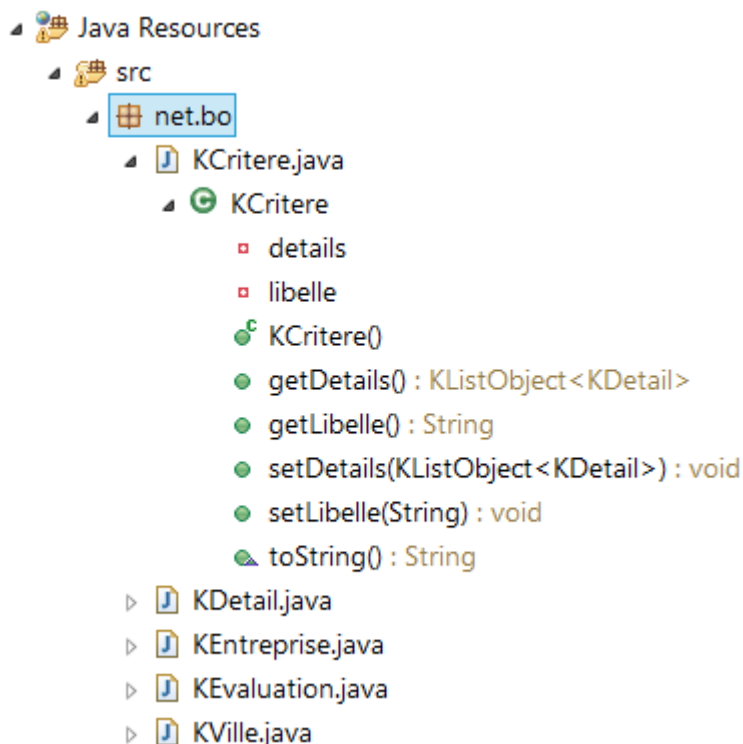 Java Resources
src
net.bo
KCritere.java
KCritere
details
libelle
KCritere()
getDetails() : KListObject<KDetail>
getLibelle() : String
setDetails(KListObject<KDetail>) : void
setLibelle(String) : void
toString() : String
KDetail.java
KEntreprise.java
KEvaluation.java
KVille.java